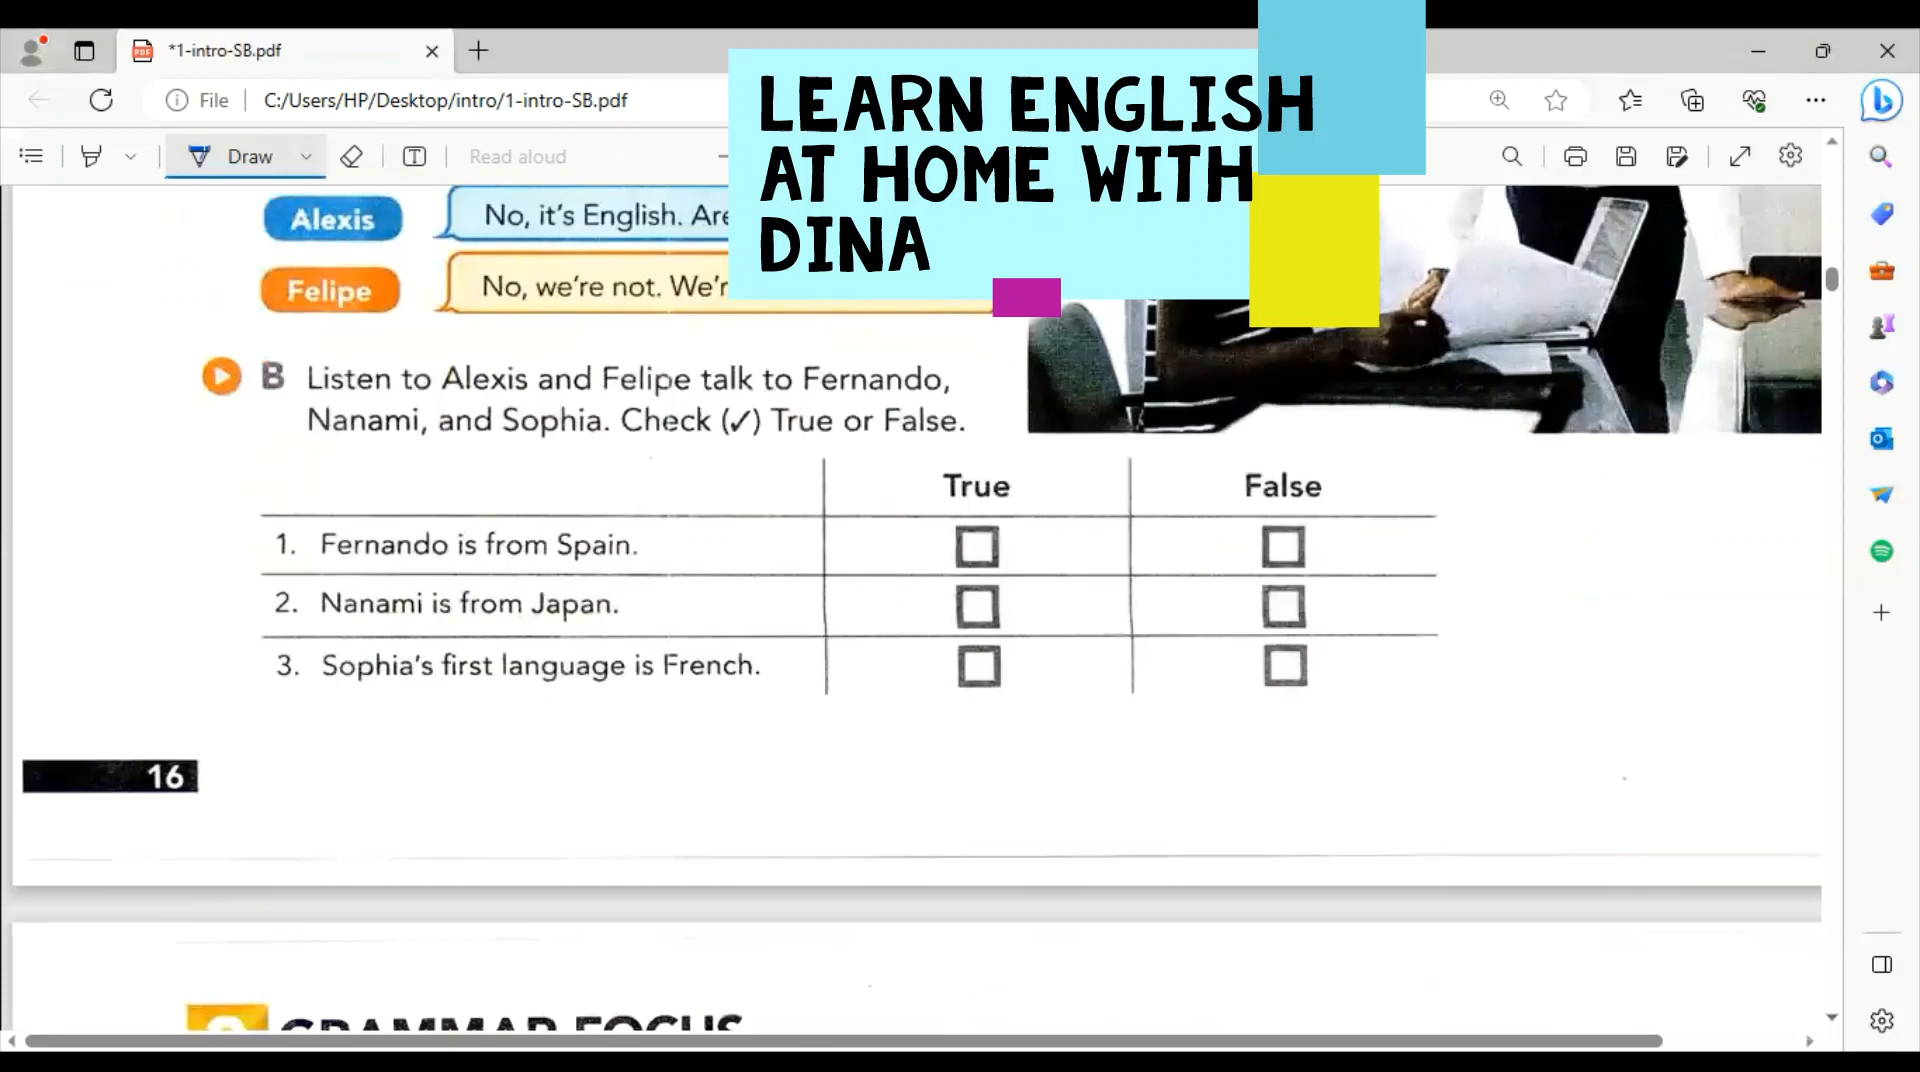 *1-intro-SB.pdf
File
C:/Users/HP/Desktop/intro/1-intro-SB.pdf
LEARN ENGLISH
AT HOME WITH
DINA
Draw
Read aloud
Alexis
No, it's English. Are
Felipe
No, we're not. We'r
B Listen to Alexis and Felipe talk to Fernando,
Nanami, and Sophia. Check (✓) True or False.
True False
1. Fernando is from Spain.
2. Nanami is from Japan.
3. Sophia's first language is French.
16
GRAMMAR FOCUS